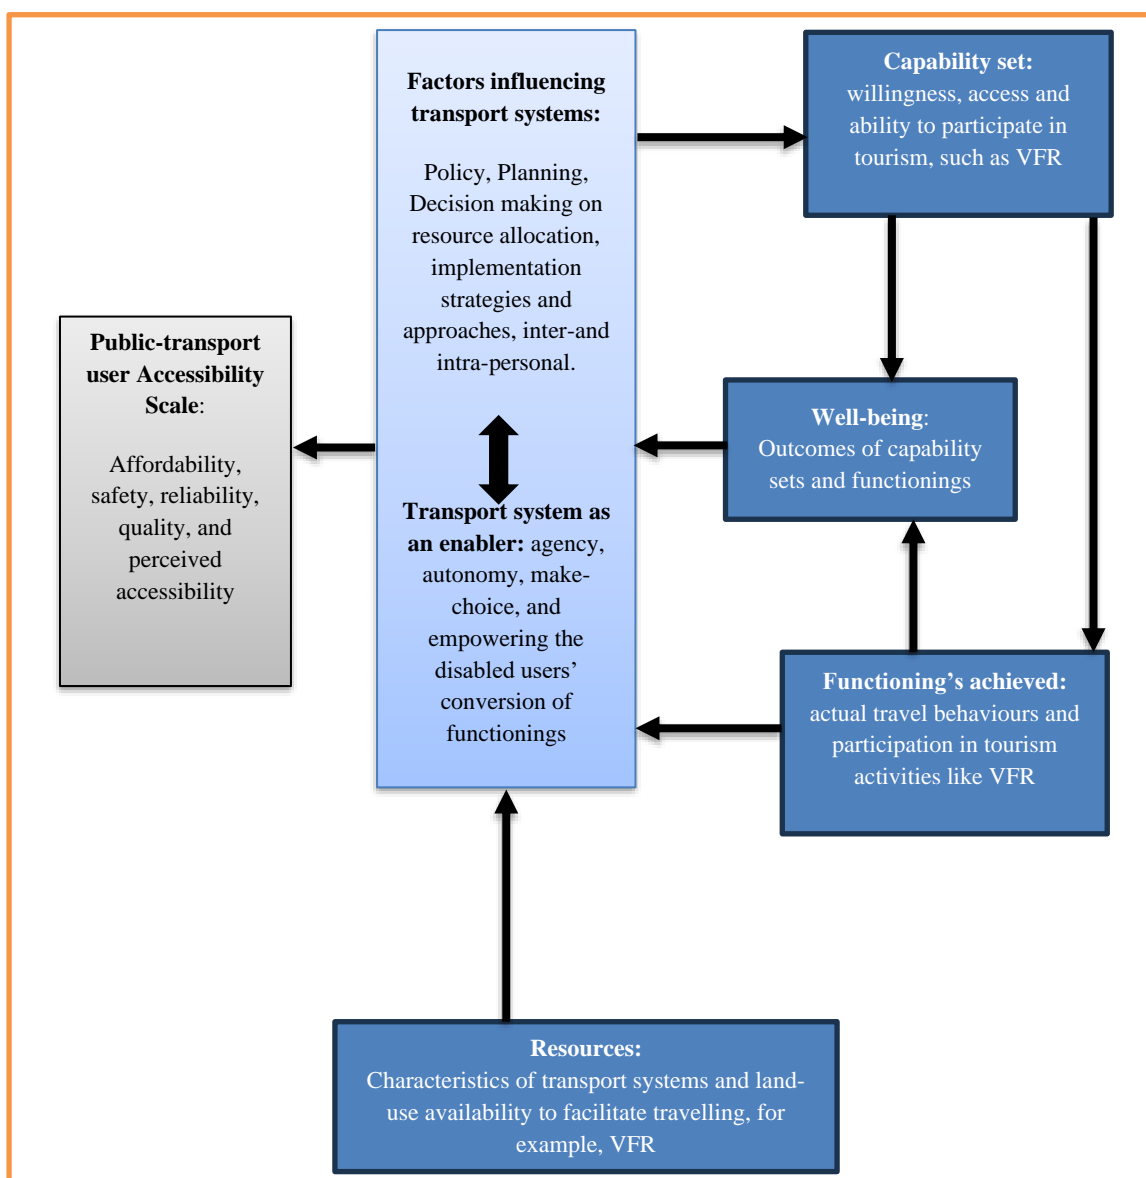 Factors influencing
transport systems:
Policy, Planning,
Decision making on
resource allocation,
implementation
strategies and
approaches, inter-and
intra-personal.
Transport system as
an enabler: agency,
autonomy, make-
choice, and
empowering the
disabled users’
conversion of
functionings
Capability set:
willingness, access and
ability to participate in
tourism, such as VFR
Public-transport
user Accessibility
Scale:
Affordability,
safety, reliability,
quality, and
perceived
accessibility
Well-being:
Outcomes of capability
sets and functionings
Functioning’s achieved:
actual travel behaviours and
participation in tourism
activities like VFR
Resources:
Characteristics of transport systems and land-
use availability to facilitate travelling, for
example, VFR